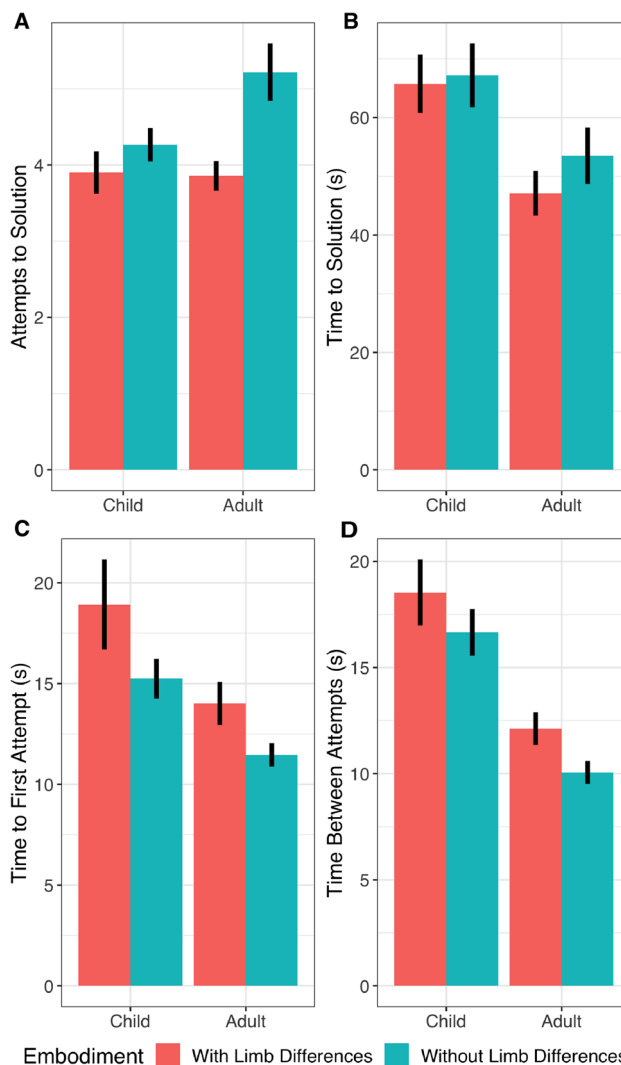 A
Attempts to Solution
4
2
0
Child Adult
B
Time to Solution (s)
60
40
20
0
Child Adult
C
Time to First Attempt (s)
20
15
10
5
0
Child Adult
D
Time Between Attempts (s)
20
15
10
5
0
Child Adult
Embodiment With Limb Differences Without Limb Differences